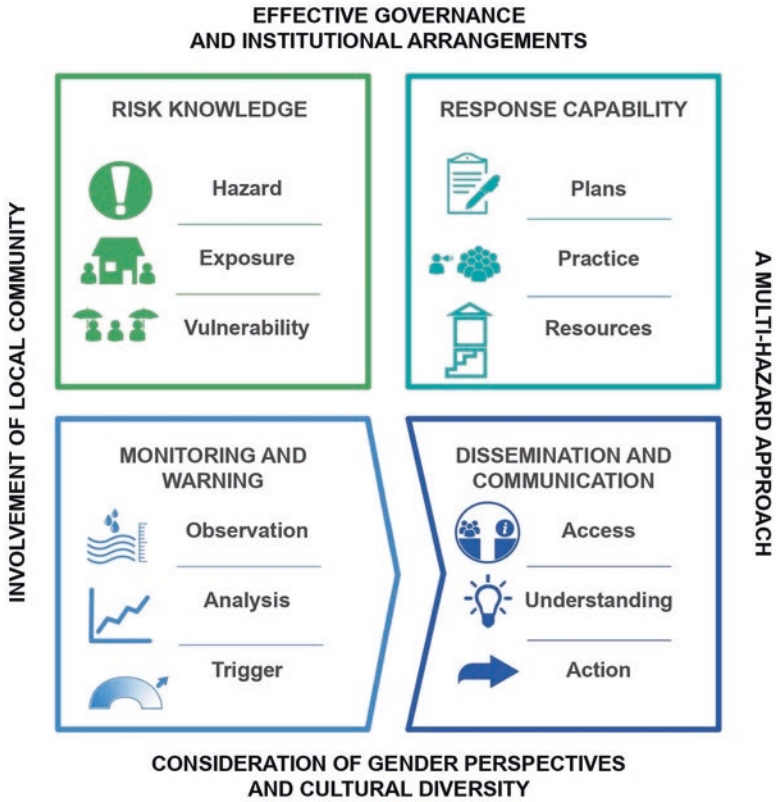 EFFECTIVE GOVERNANCE
AND INSTITUTIONAL ARRANGEMENTS
INVOLVEMENT OF LOCAL COMMUNITY
RISK KNOWLEDGE
Hazard
Exposure
Vulnerability
RESPONSE CAPABILITY
Plans
Practice
Resources
MONITORING AND
WARNING
Observation
Analysis
Trigger
DISSEMINATION AND
COMMUNICATION
Access
Understanding
Action
A MULTI-HAZARD APPROACH
CONSIDERATION OF GENDER PERSPECTIVES
AND CULTURAL DIVERSITY